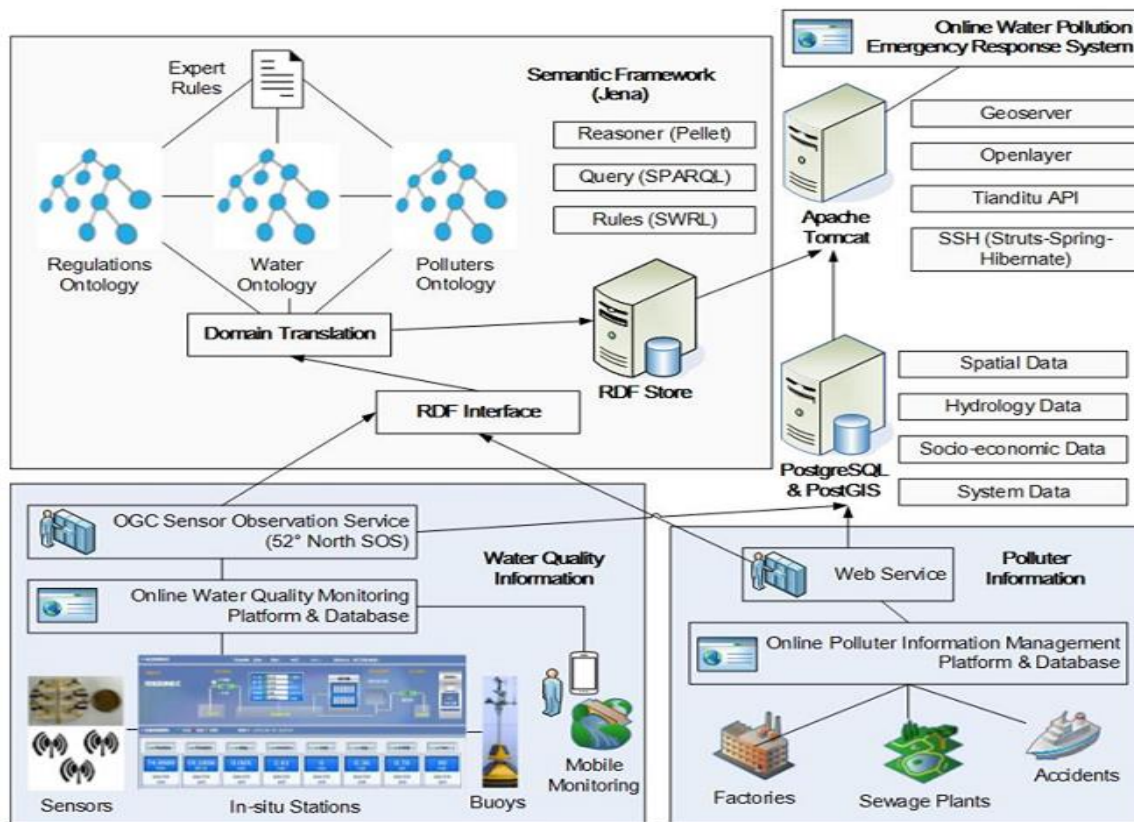 Online Water Pollution
Emergency Response System
Expert
Rules
Semantic Framework
(Jena)
Reasoner (Pellet)
Query (SPARQL)
Rules (SWRL)
Regulations
Ontology
Water
Ontology
Polluters
Ontology
Domain Translation
RDF Interface
RDF Store
Apache
Tomcat
Geoserver
Openlayer
Tianditu API
SSH (Struts-Spring-
Hibernate)
PostgreSQL
& PostGIS
Spatial Data
Hydrology Data
Socio-economic Data
System Data
OGC Sensor Observation Service
(52° North SOS)
Water Quality
Information
Online Water Quality Monitoring
Platform & Database
Sensors
In-situ Stations
Buoys
Mobile
Monitoring
Web Service
Polluter
Information
Online Polluter Information Management
Platform & Database
Factories
Sewage Plants
Accidents